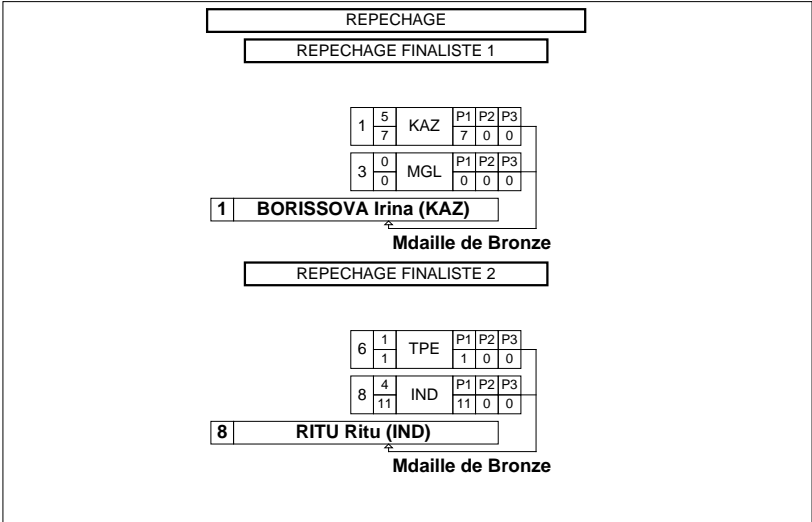 REPECHAGE
REPECHAGE FINALISTE 1
1 5 KAZ P1 P2 P3
7 7 0 0
3 0 MGL P1 P2 P3
0 0 0 0
1 BORISSOVA Irina (KAZ)
Mdaille de Bronze
REPECHAGE FINALISTE 2
6 1 TPE P1 P2 P3
1 1 0 0
8 4 IND P1 P2 P3
11 11 0 0
8 RITU Ritu (IND)
Mdaille de Bronze